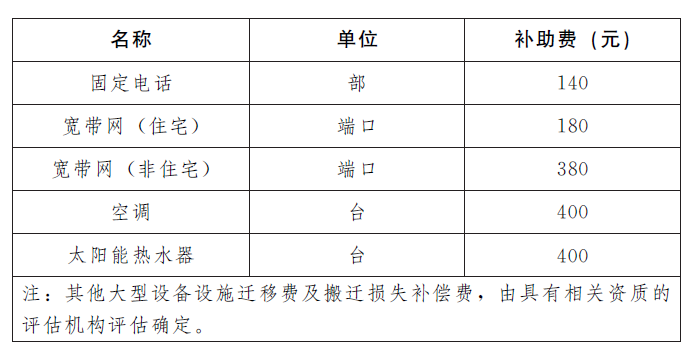 名称 单位 补助费（元）
固定电话 部 140
宽带网（住宅） 端口 180
宽带网（非住宅） 端口 380
空调 台 400
太阳能热水器 台 400
注：其他大型设备设施迁移费及搬迁损失补偿费，由具有相关资质的
评估机构评估确定。